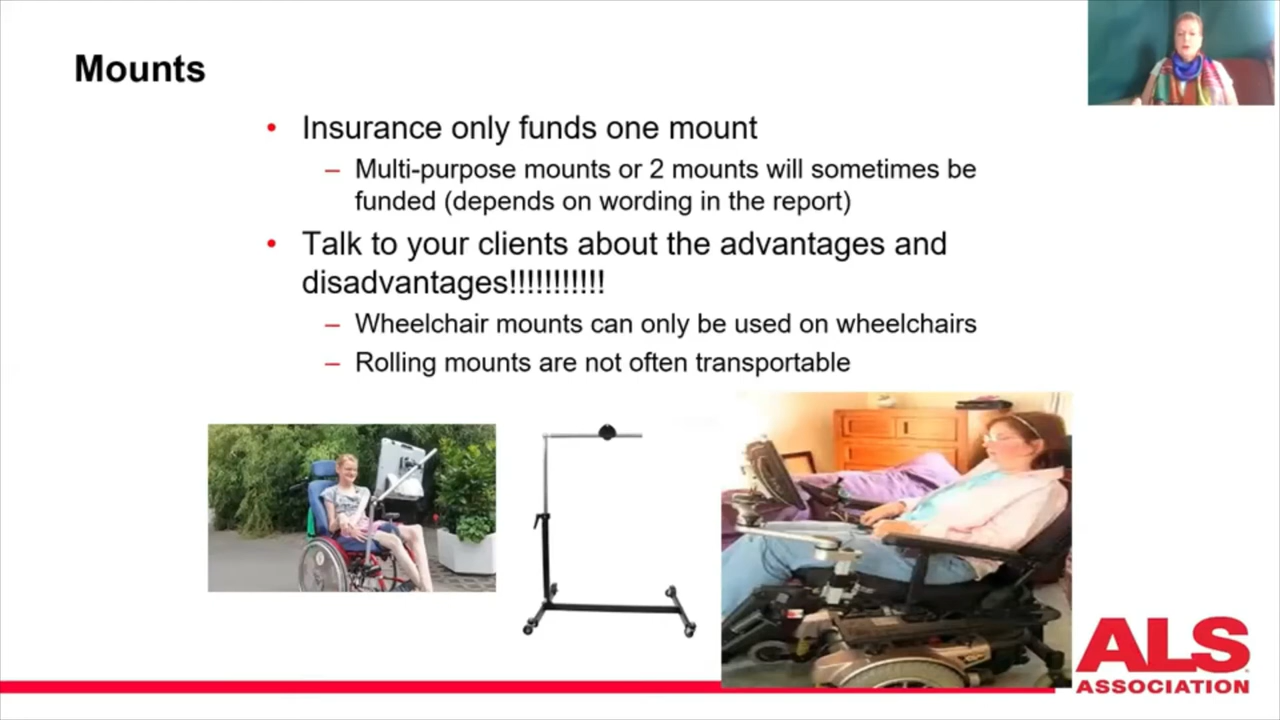 Mounts
• Insurance only funds one mount
– Multi-purpose mounts or 2 mounts will sometimes be
funded (depends on wording in the report)
• Talk to your clients about the advantages and
disadvantages!!!!!!!!!!!
– Wheelchair mounts can only be used on wheelchairs
– Rolling mounts are not often transportable
ALS
ASSOCIATION